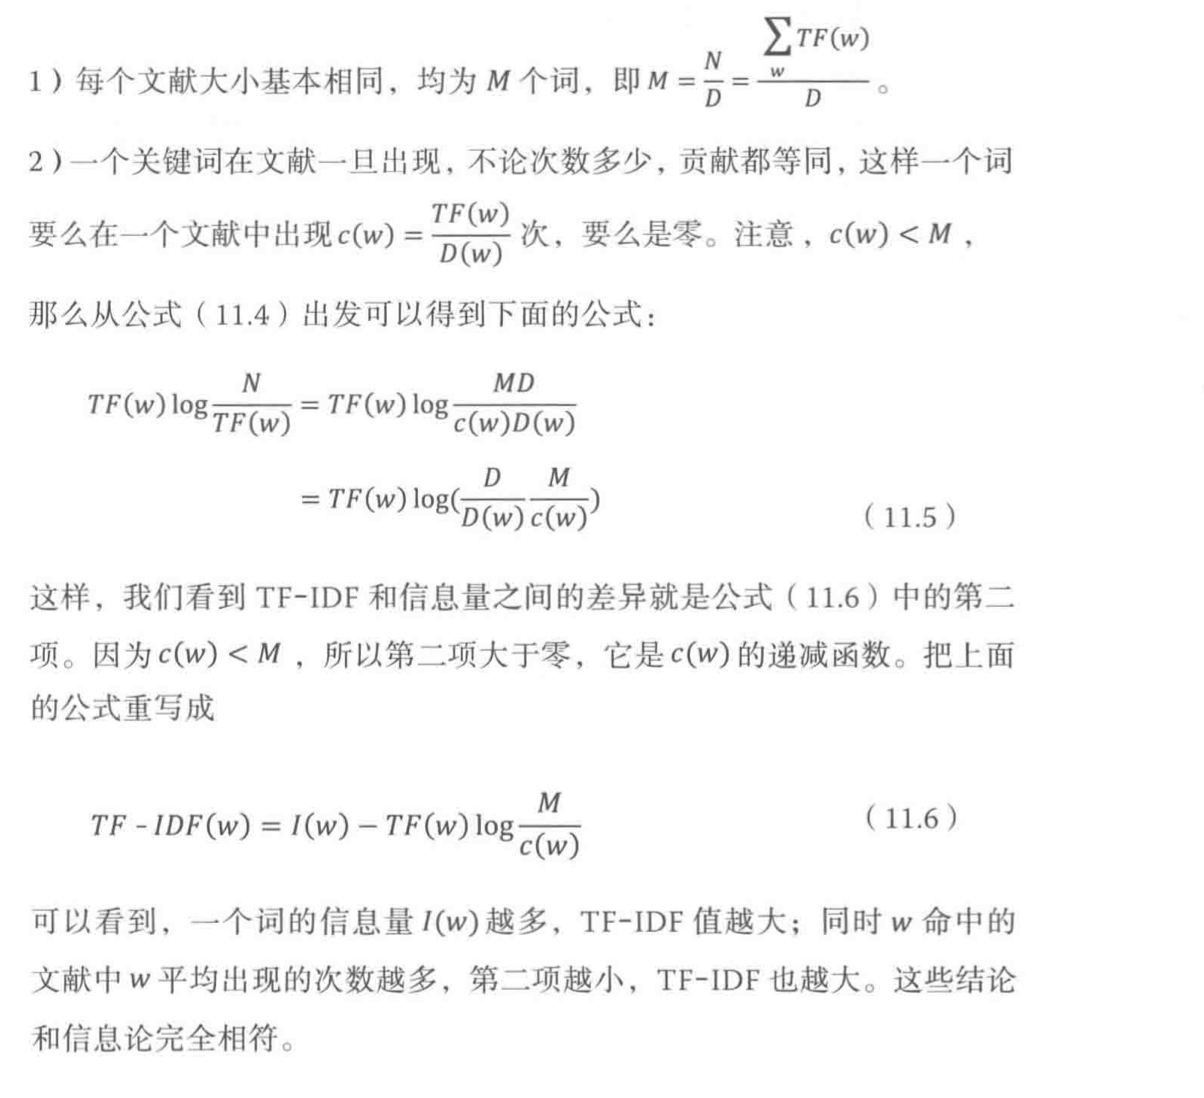 1）每个文献大小基本相同，均为 M 个词，即 M = N/D = ∑_w TF(w)/D 。
2）一个关键词在文献一旦出现，不论次数多少，贡献都等同，这样一个词
要么在一个文献中出现 c(w) = TF(w)/D(w) 次，要么是零。注意，c(w) < M ，
那么从公式（11.4）出发可以得到下面的公式：
TF(w) log N/TF(w) = TF(w) log MD/c(w)D(w)
= TF(w) log( D/D(w) M/c(w) ) （11.5）
这样，我们看到 TF-IDF 和信息量之间的差异就是公式（11.6）中的第二
项。因为 c(w) < M ，所以第二项大于零，它是 c(w) 的递减函数。把上面
的公式重写成
TF - IDF(w) = I(w) − TF(w) log M/c(w) （11.6）
可以看到，一个词的信息量 I(w) 越多，TF-IDF 值越大；同时 w 命中的
文献中 w 平均出现的次数越多，第二项越小，TF-IDF 也越大。这些结论
和信息论完全相符。